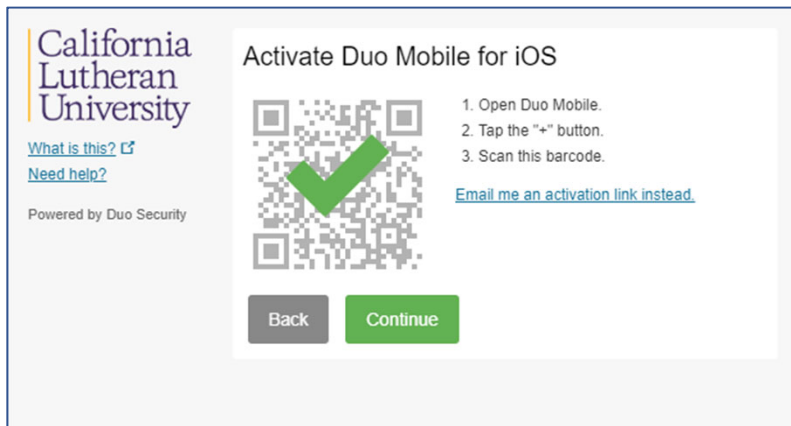 California
Lutheran
University
What is this?
Need help?
Powered by Duo Security
Activate Duo Mobile for iOS
1. Open Duo Mobile.
2. Tap the "+" button.
3. Scan this barcode.
Email me an activation link instead.
Back
Continue